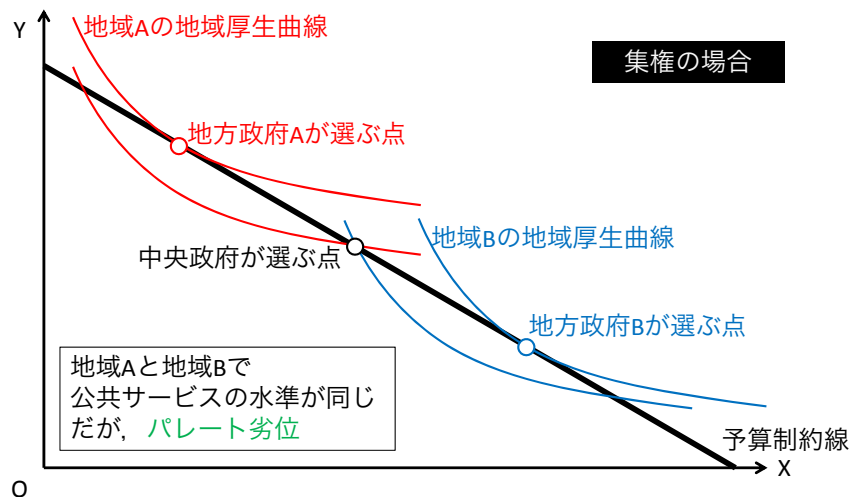 Y
地域Aの地域厚生曲線
集権の場合
地方政府Aが選ぶ点
地域Bの地域厚生曲線
中央政府が選ぶ点
地方政府Bが選ぶ点
地域Aと地域Bで
公共サービスの水準が同じ
だが, パレート劣位
予算制約線
X
O